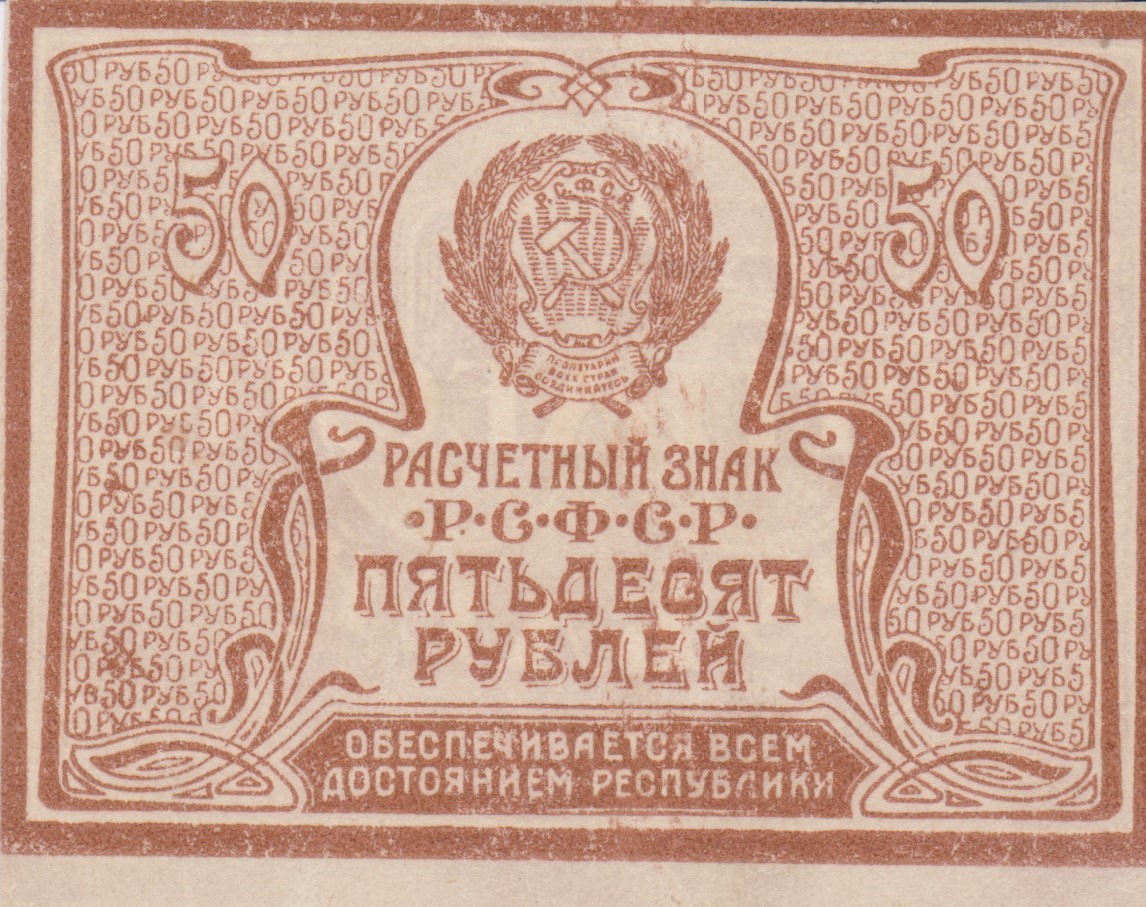 50 50
Р.С.Ф.С.Р.
ПРОЛЕТАРИИ
ВСЕХ СТРАН
СОЕДИНЯЙТЕСЬ
РАСЧЕТНЫЙ ЗНАК
·Р·С·Ф·С·Р·
ПЯТЬДЕСЯТ
РУБЛЕЙ
ОБЕСПЕЧИВАЕТСЯ ВСЕМ
ДОСТОЯНИЕМ РЕСПУБЛИКИ